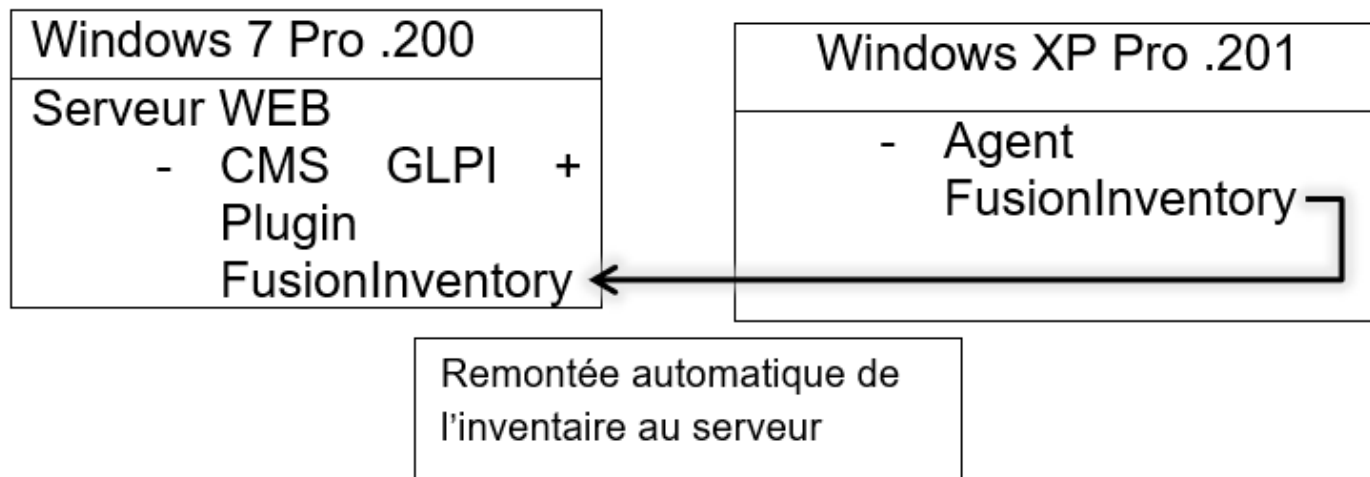 Windows 7 Pro .200
Serveur WEB
- CMS GLPI +
Plugin
FusionInventory
Windows XP Pro .201
- Agent
FusionInventory
Remontée automatique de
l'inventaire au serveur